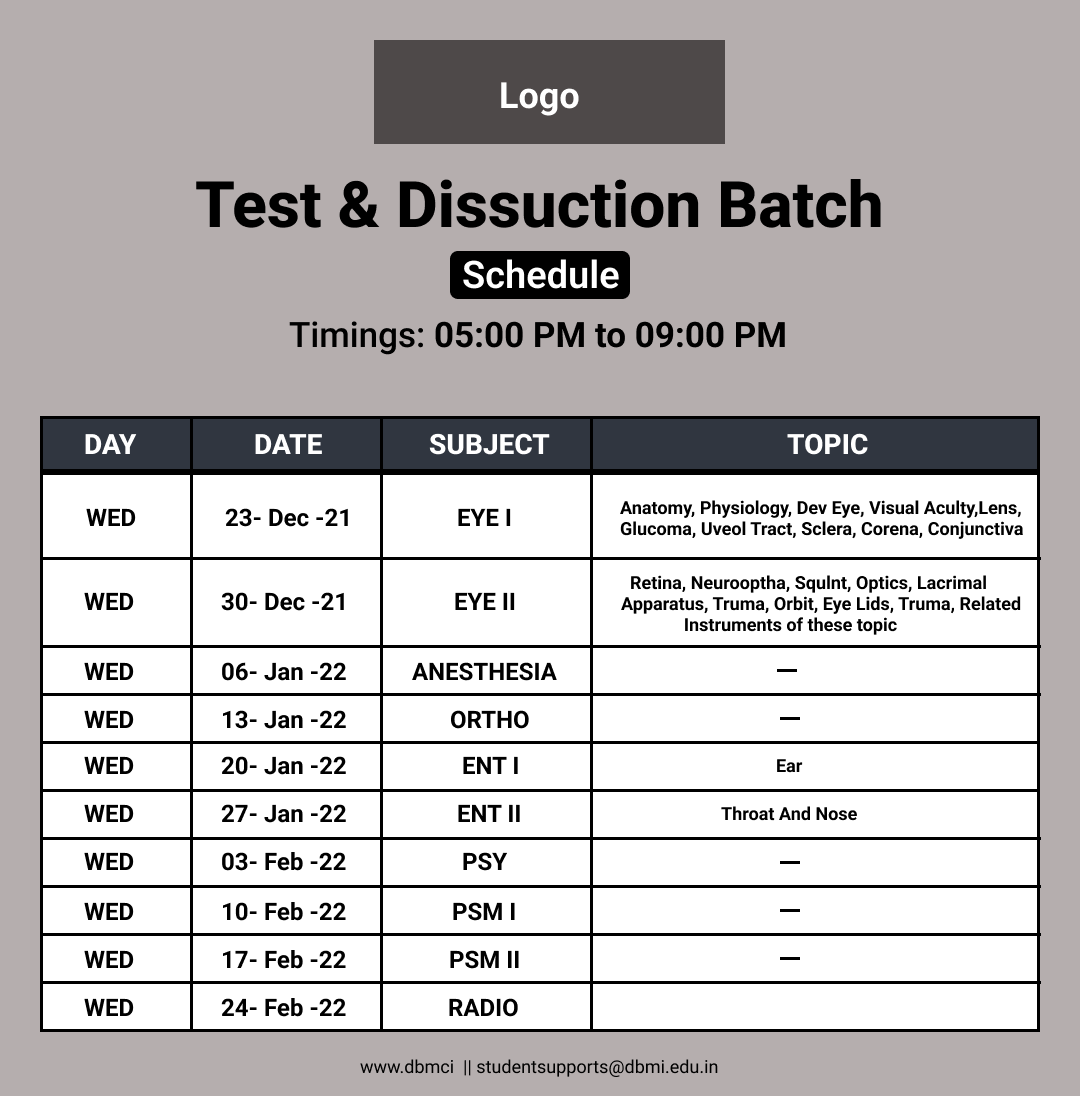 Logo
Test & Dissuction Batch
Schedule
Timings: 05:00 PM to 09:00 PM
DAY DATE SUBJECT TOPIC
WED 23- Dec -21 EYE I Anatomy, Physiology, Dev Eye, Visual Aculty,Lens,
Glucoma, Uveol Tract, Sclera, Corena, Conjunctiva
WED 30- Dec -21 EYE II Retina, Neurooptha, Squlnt, Optics, Lacrimal
Apparatus, Truma, Orbit, Eye Lids, Truma, Related
Instruments of these topic
WED 06- Jan -22 ANESTHESIA —
WED 13- Jan -22 ORTHO —
WED 20- Jan -22 ENT I Ear
WED 27- Jan -22 ENT II Throat And Nose
WED 03- Feb -22 PSY —
WED 10- Feb -22 PSM I —
WED 17- Feb -22 PSM II —
WED 24- Feb -22 RADIO
www.dbmci || studentsupports@dbmi.edu.in